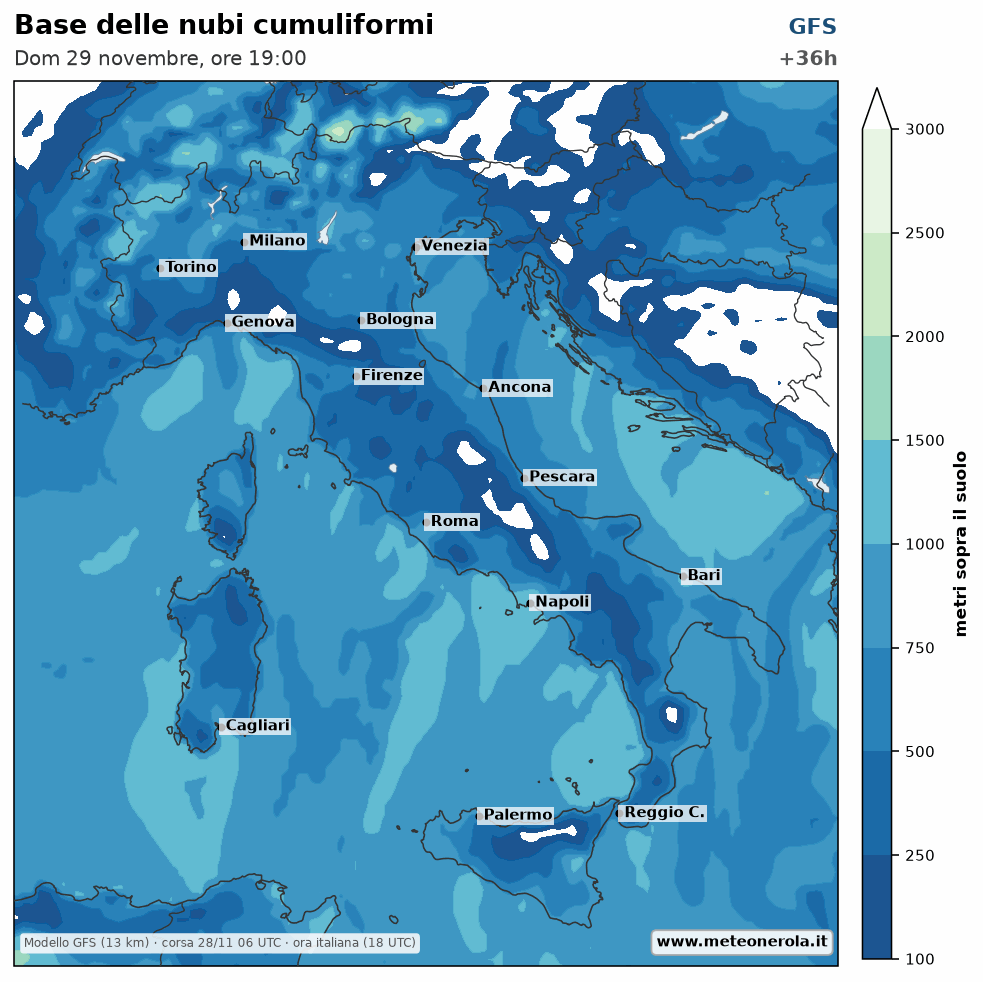 Base delle nubi cumuliformi
GFS
Dom 29 novembre, ore 19:00
+36h
3000
2500
2000
1500
1000
750
500
250
100
metri sopra il suolo
Milano
Venezia
Torino
Genova
Bologna
Firenze
Ancona
Pescara
Roma
Bari
Napoli
Cagliari
Palermo
Reggio C.
Modello GFS (13 km) · corsa 28/11 06 UTC · ora italiana (18 UTC)
www.meteonerola.it